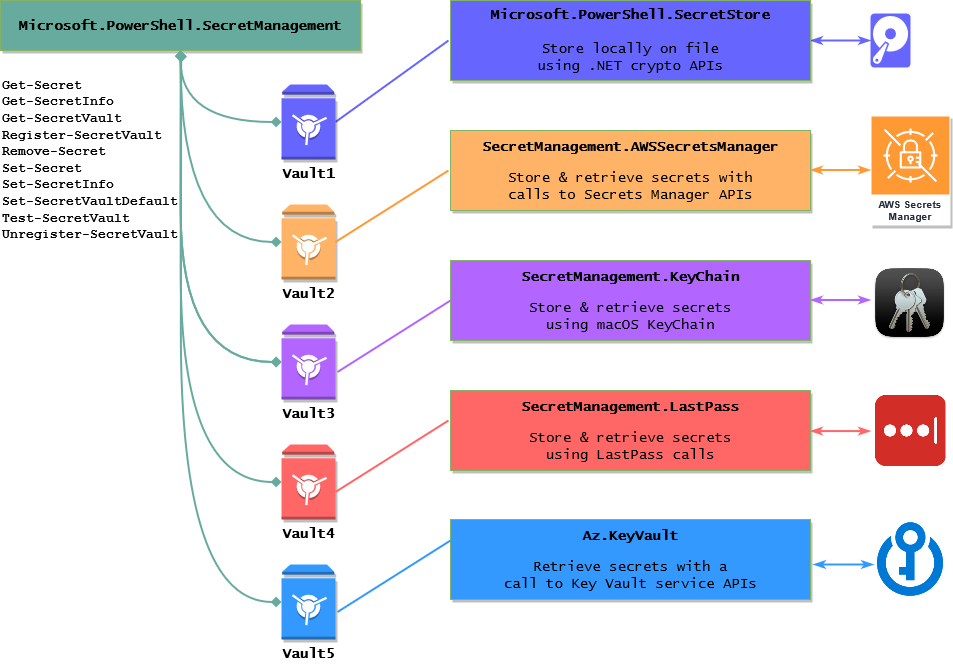 Microsoft.PowerShell.SecretManagement
Get-Secret
Get-SecretInfo
Get-SecretVault
Register-SecretVault
Remove-Secret
Set-Secret
Set-SecretInfo
Set-SecretVaultDefault
Test-SecretVault
Unregister-SecretVault
Vault1
Vault2
Vault3
Vault4
Vault5
Microsoft.PowerShell.SecretStore
Store locally on file
using .NET crypto APIs
SecretManagement.AWSSecretsManager
Store & retrieve secrets with
calls to Secrets Manager APIs
AWS Secrets
Manager
SecretManagement.KeyChain
Store & retrieve secrets
using macOS KeyChain
SecretManagement.LastPass
Store & retrieve secrets
using LastPass calls
Az.KeyVault
Retrieve secrets with a
call to Key Vault service APIs